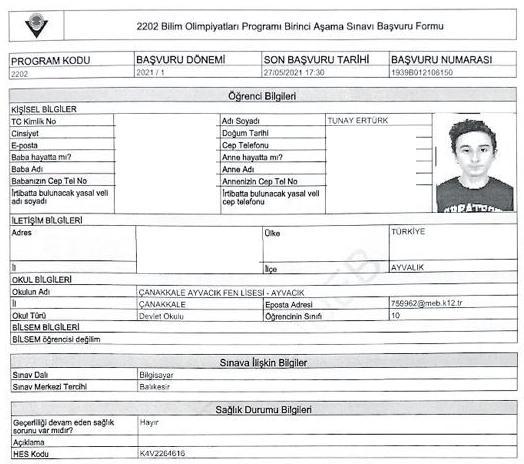 2202 Bilim Olimpiyatları Programı Birinci Aşama Sınavı Başvuru Formu
PROGRAM KODU BAŞVURU DÖNEMİ SON BAŞVURU TARİHİ BAŞVURU NUMARASI
2202 2021 / 1 27/05/2021 17:30 1939B012106150
Öğrenci Bilgileri
KİŞİSEL BİLGİLER
TC Kimlik No Adı Soyadı TUNAY ERTÜRK
Cinsiyet Doğum Tarihi
E-posta Cep Telefonu
Baba hayatta mı? Anne hayatta mı?
Baba Adı Anne Adı
Babanızın Cep Tel No Annenizin Cep Tel No
İrtibatta bulunacak yasal veli İrtibatta bulunacak yasal veli
adı soyadı cep telefonu
İLETİŞİM BİLGİLERİ
Adres Ülke TÜRKİYE
İl İlçe AYVALIK
OKUL BİLGİLERİ
Okulun Adı ÇANAKKALE AYVACIK FEN LİSESİ - AYVACIK
İl ÇANAKKALE Eposta Adresi 759962@meb.k12.tr
Okul Türü Devlet Okulu Öğrencinin Sınıfı 10
BİLSEM BİLGİLERİ
BİLSEM öğrencisi değilim
Sınava İlişkin Bilgiler
Sınav Dalı Bilgisayar
Sınav Merkezi Tercihi Balıkesir
Sağlık Durumu Bilgileri
Geçerliliği devam eden sağlık Hayır
sorunu var mıdır?
Açıklama
HES Kodu K4V2264616